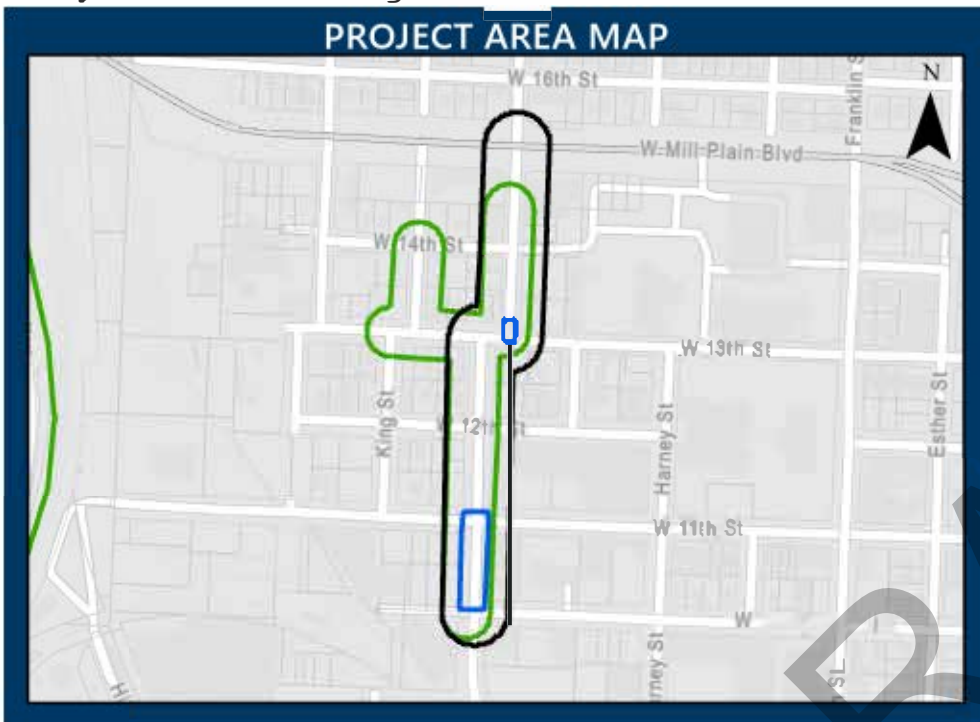 PROJECT AREA MAP
N
W 16th St
Franklin S
W Mill Plain Blvd
W 14th St
W 13th St
King St
W 12th St
Harney St
Esther St
W 11th St
W
rney St